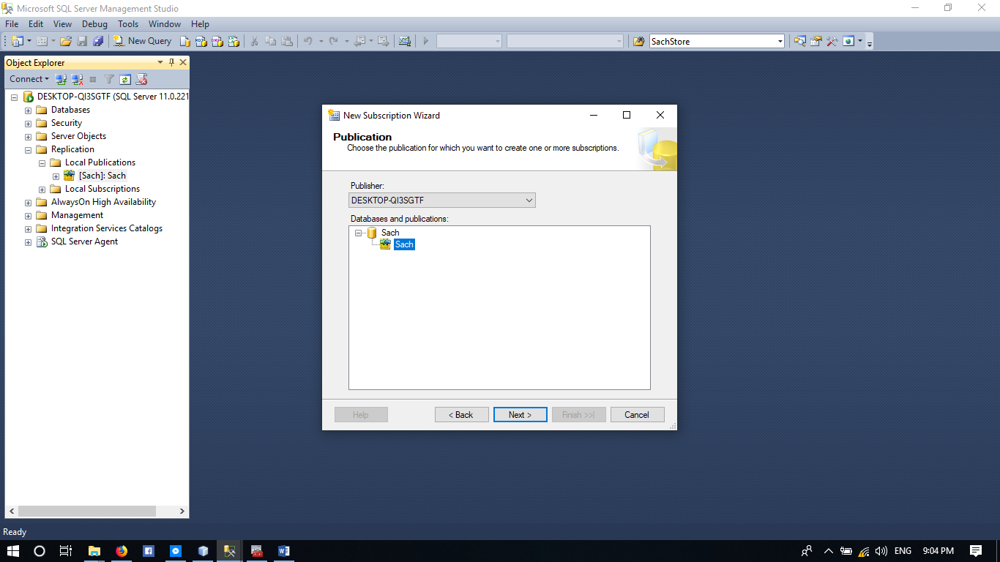 Microsoft SQL Server Management Studio
File Edit View Debug Tools Window Help
New Query
SachStore
Object Explorer
Connect
DESKTOP-QI3SGTF (SQL Server 11.0.221
Databases
Security
Server Objects
Replication
Local Publications
[Sach]: Sach
Local Subscriptions
AlwaysOn High Availability
Management
Integration Services Catalogs
SQL Server Agent
New Subscription Wizard
Publication
Choose the publication for which you want to create one or more subscriptions.
Publisher:
DESKTOP-QI3SGTF
Databases and publications:
Sach
Sach
Help < Back Next > Finish >>| Cancel
Ready
ENG 9:04 PM